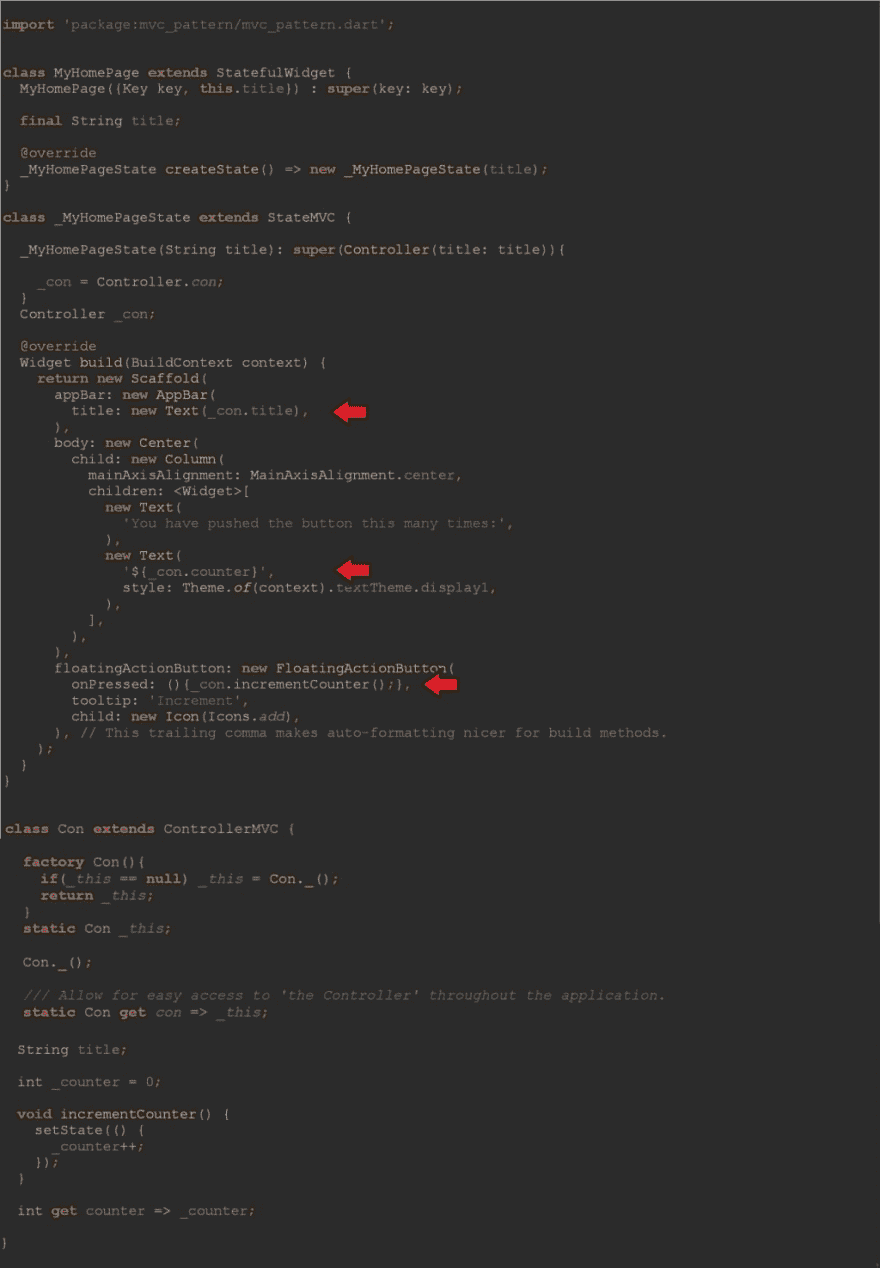 import 'package:mvc_pattern/mvc_pattern.dart';
class MyHomePage extends StatefulWidget {
  MyHomePage({Key key, this.title}) : super(key: key);
  final String title;
  @override
  _MyHomePageState createState() => new _MyHomePageState(title);
}
class _MyHomePageState extends StateMVC {
  _MyHomePageState(String title): super(Controller(title: title)){
    _con = Controller.con;
  }
  Controller _con;
  @override
  Widget build(BuildContext context) {
    return new Scaffold(
      appBar: new AppBar(
        title: new Text(_con.title),
      ),
      body: new Center(
        child: new Column(
          mainAxisAlignment: MainAxisAlignment.center,
          children: <Widget>[
            new Text(
              'You have pushed the button this many times:',
            ),
            new Text(
              '${_con.counter}',
              style: Theme.of(context).textTheme.display1,
            ),
          ],
        ),
      ),
      floatingActionButton: new FloatingActionButton(
        onPressed: (){_con.incrementCounter();},
        tooltip: 'Increment',
        child: new Icon(Icons.add),
      ), // This trailing comma makes auto-formatting nicer for build methods.
    );
  }
}
class Con extends ControllerMVC {
  factory Con(){
    if(_this == null) _this = Con._();
    return _this;
  }
  static Con _this;
  Con._();
  /// Allow for easy access to 'the Controller' throughout the application.
  static Con get con => _this;
  String title;
  int _counter = 0;
  void incrementCounter() {
    setState(() {
      _counter++;
    });
  }
  int get counter => _counter;
}